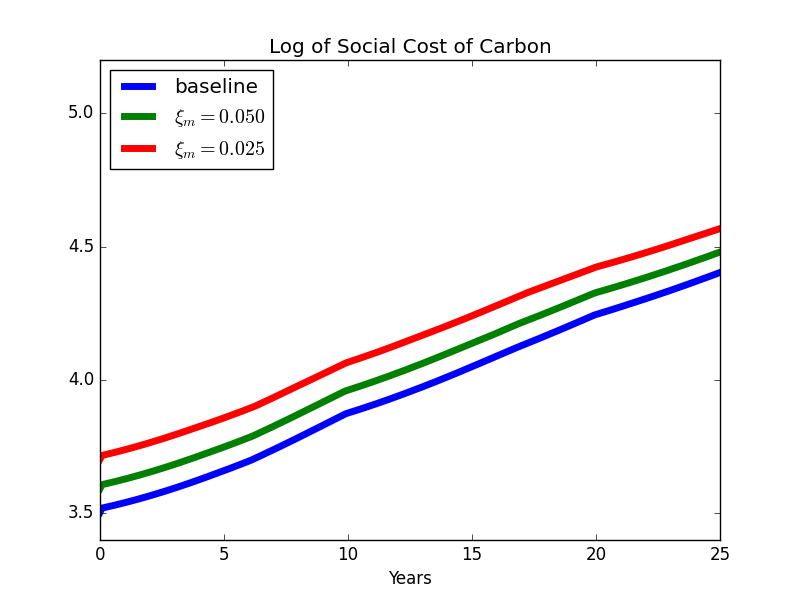 Log of Social Cost of Carbon
baseline
ξₘ = 0.050
ξₘ = 0.025
5.0
4.5
4.0
3.5
0 5 10 15 20 25
Years